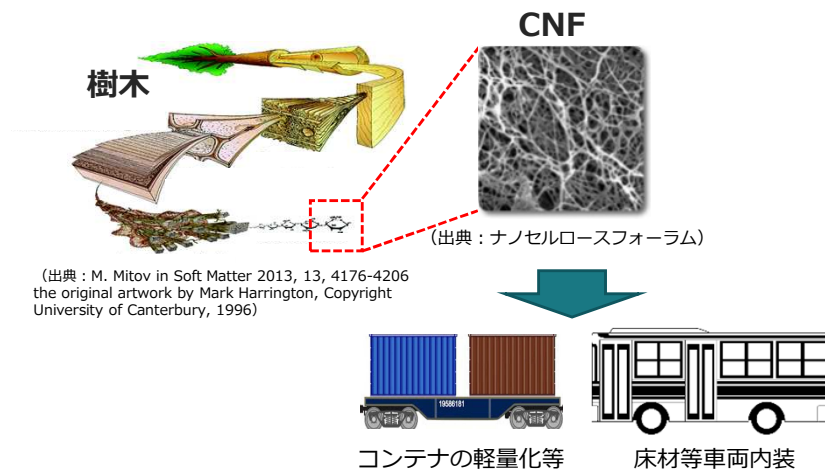 CNF
樹木
（出典：ナノセルロースフォーラム）
（出典：M. Mitov in Soft Matter 2013, 13, 4176-4206
the original artwork by Mark Harrington, Copyright
University of Canterbury, 1996）
19586181
コンテナの軽量化等
床材等車両内装